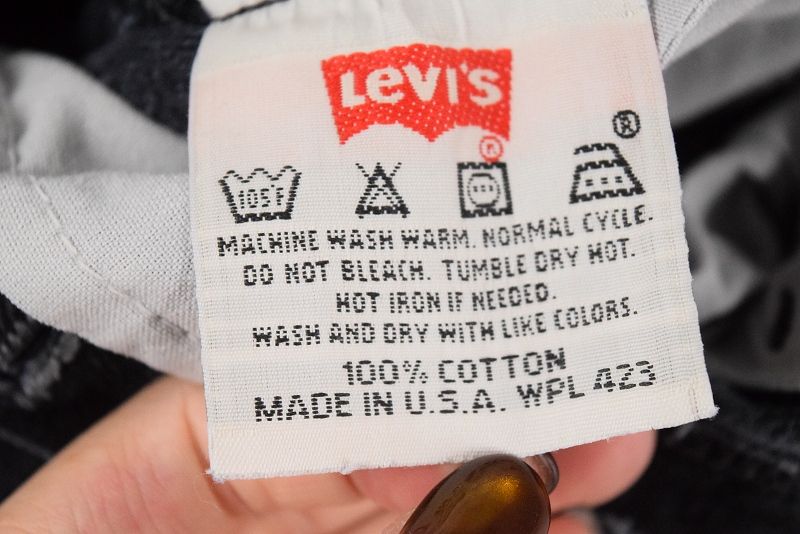 Levi's
®
®
105°F
MACHINE WASH WARM. NORMAL CYCLE.
DO NOT BLEACH. TUMBLE DRY HOT.
HOT IRON IF NEEDED.
WASH AND DRY WITH LIKE COLORS.
100% COTTON
MADE IN U.S.A. WPL 423